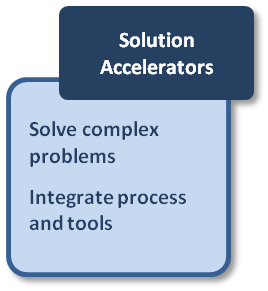 Solution
Accelerators
Solve complex
problems
Integrate process
and tools